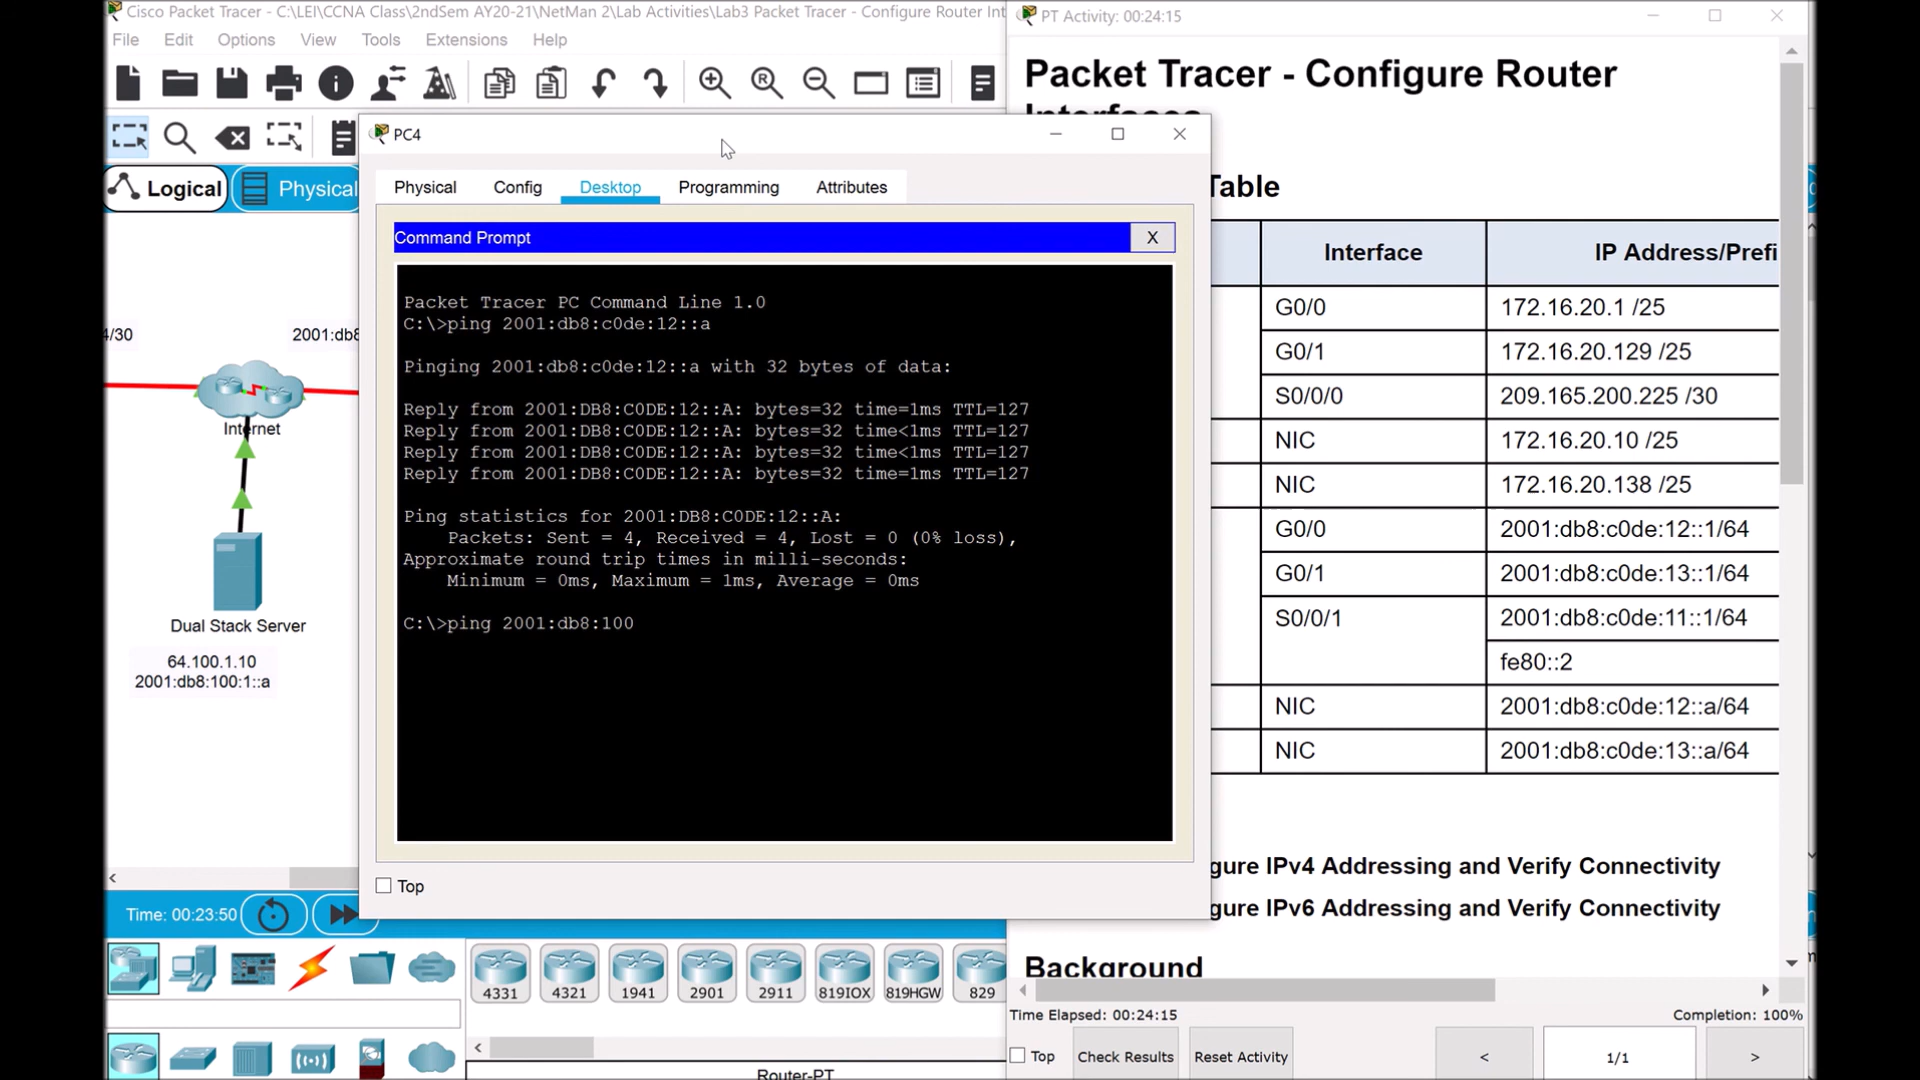 Cisco Packet Tracer - C:\LEI\CCNA Class\2ndSem AY20-21\NetMan 2\Lab Activities\Lab3 Packet Tracer - Configure Router Int
File Edit Options View Tools Extensions Help
Logical Physical
4/30
2001:db8
Internet
Dual Stack Server
64.100.1.10
2001:db8:100:1::a
Time: 00:23:50
4331 4321 1941 2901 2911 819IOX 819HGW 829
Router-PT
PC4
Physical Config Desktop Programming Attributes
Command Prompt
X
Packet Tracer PC Command Line 1.0
C:\>ping 2001:db8:c0de:12::a
Pinging 2001:db8:c0de:12::a with 32 bytes of data:
Reply from 2001:DB8:C0DE:12::A: bytes=32 time=1ms TTL=127
Reply from 2001:DB8:C0DE:12::A: bytes=32 time<1ms TTL=127
Reply from 2001:DB8:C0DE:12::A: bytes=32 time<1ms TTL=127
Reply from 2001:DB8:C0DE:12::A: bytes=32 time=1ms TTL=127
Ping statistics for 2001:DB8:C0DE:12::A:
Packets: Sent = 4, Received = 4, Lost = 0 (0% loss),
Approximate round trip times in milli-seconds:
Minimum = 0ms, Maximum = 1ms, Average = 0ms
C:\>ping 2001:db8:100
Top
PT Activity: 00:24:15
Packet Tracer - Configure Router
Interfaces
Table
Interface IP Address/Prefi
G0/0 172.16.20.1 /25
G0/1 172.16.20.129 /25
S0/0/0 209.165.200.225 /30
NIC 172.16.20.10 /25
NIC 172.16.20.138 /25
G0/0 2001:db8:c0de:12::1/64
G0/1 2001:db8:c0de:13::1/64
S0/0/1 2001:db8:c0de:11::1/64
fe80::2
NIC 2001:db8:c0de:12::a/64
NIC 2001:db8:c0de:13::a/64
gure IPv4 Addressing and Verify Connectivity
gure IPv6 Addressing and Verify Connectivity
Background
Time Elapsed: 00:24:15 Completion: 100%
Top Check Results Reset Activity < 1/1 >